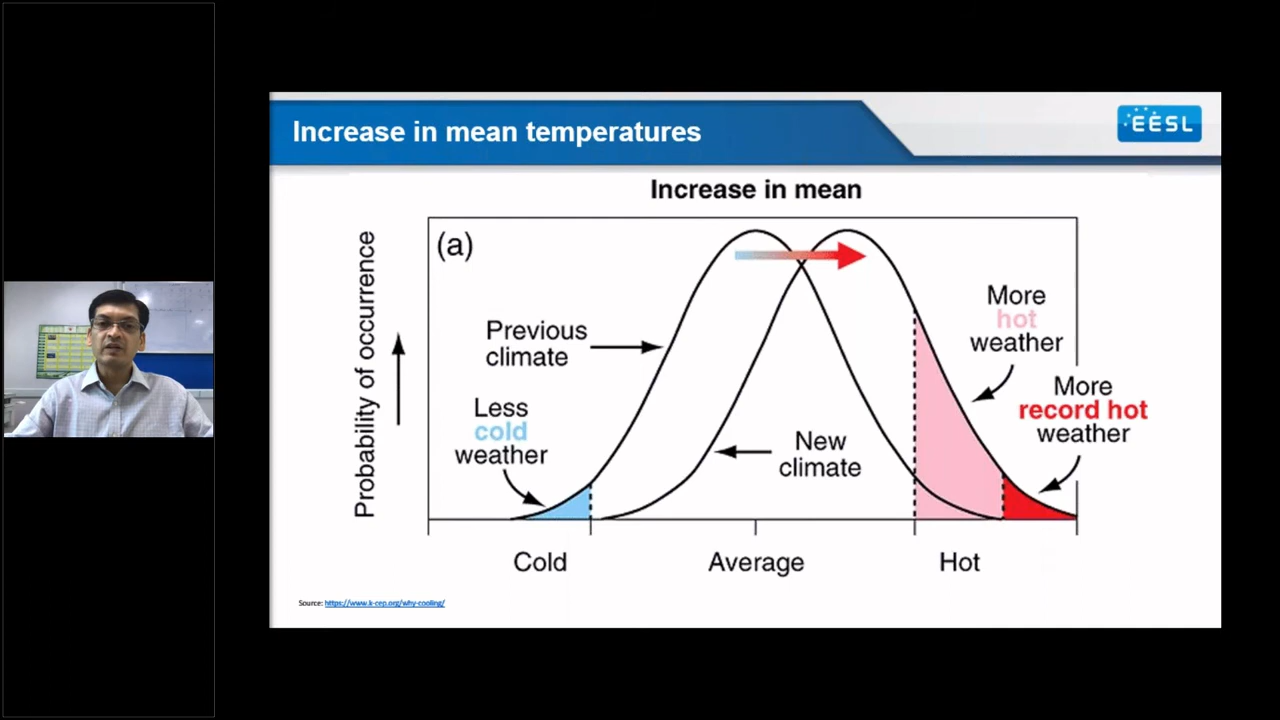 Increase in mean temperatures
EESL
Increase in mean
(a)
Probability of occurrence
Previous
climate
Less
cold
weather
New
climate
More
hot
weather
More
record hot
weather
Cold
Average
Hot
Source: https://www.k-cep.org/why-cooling/